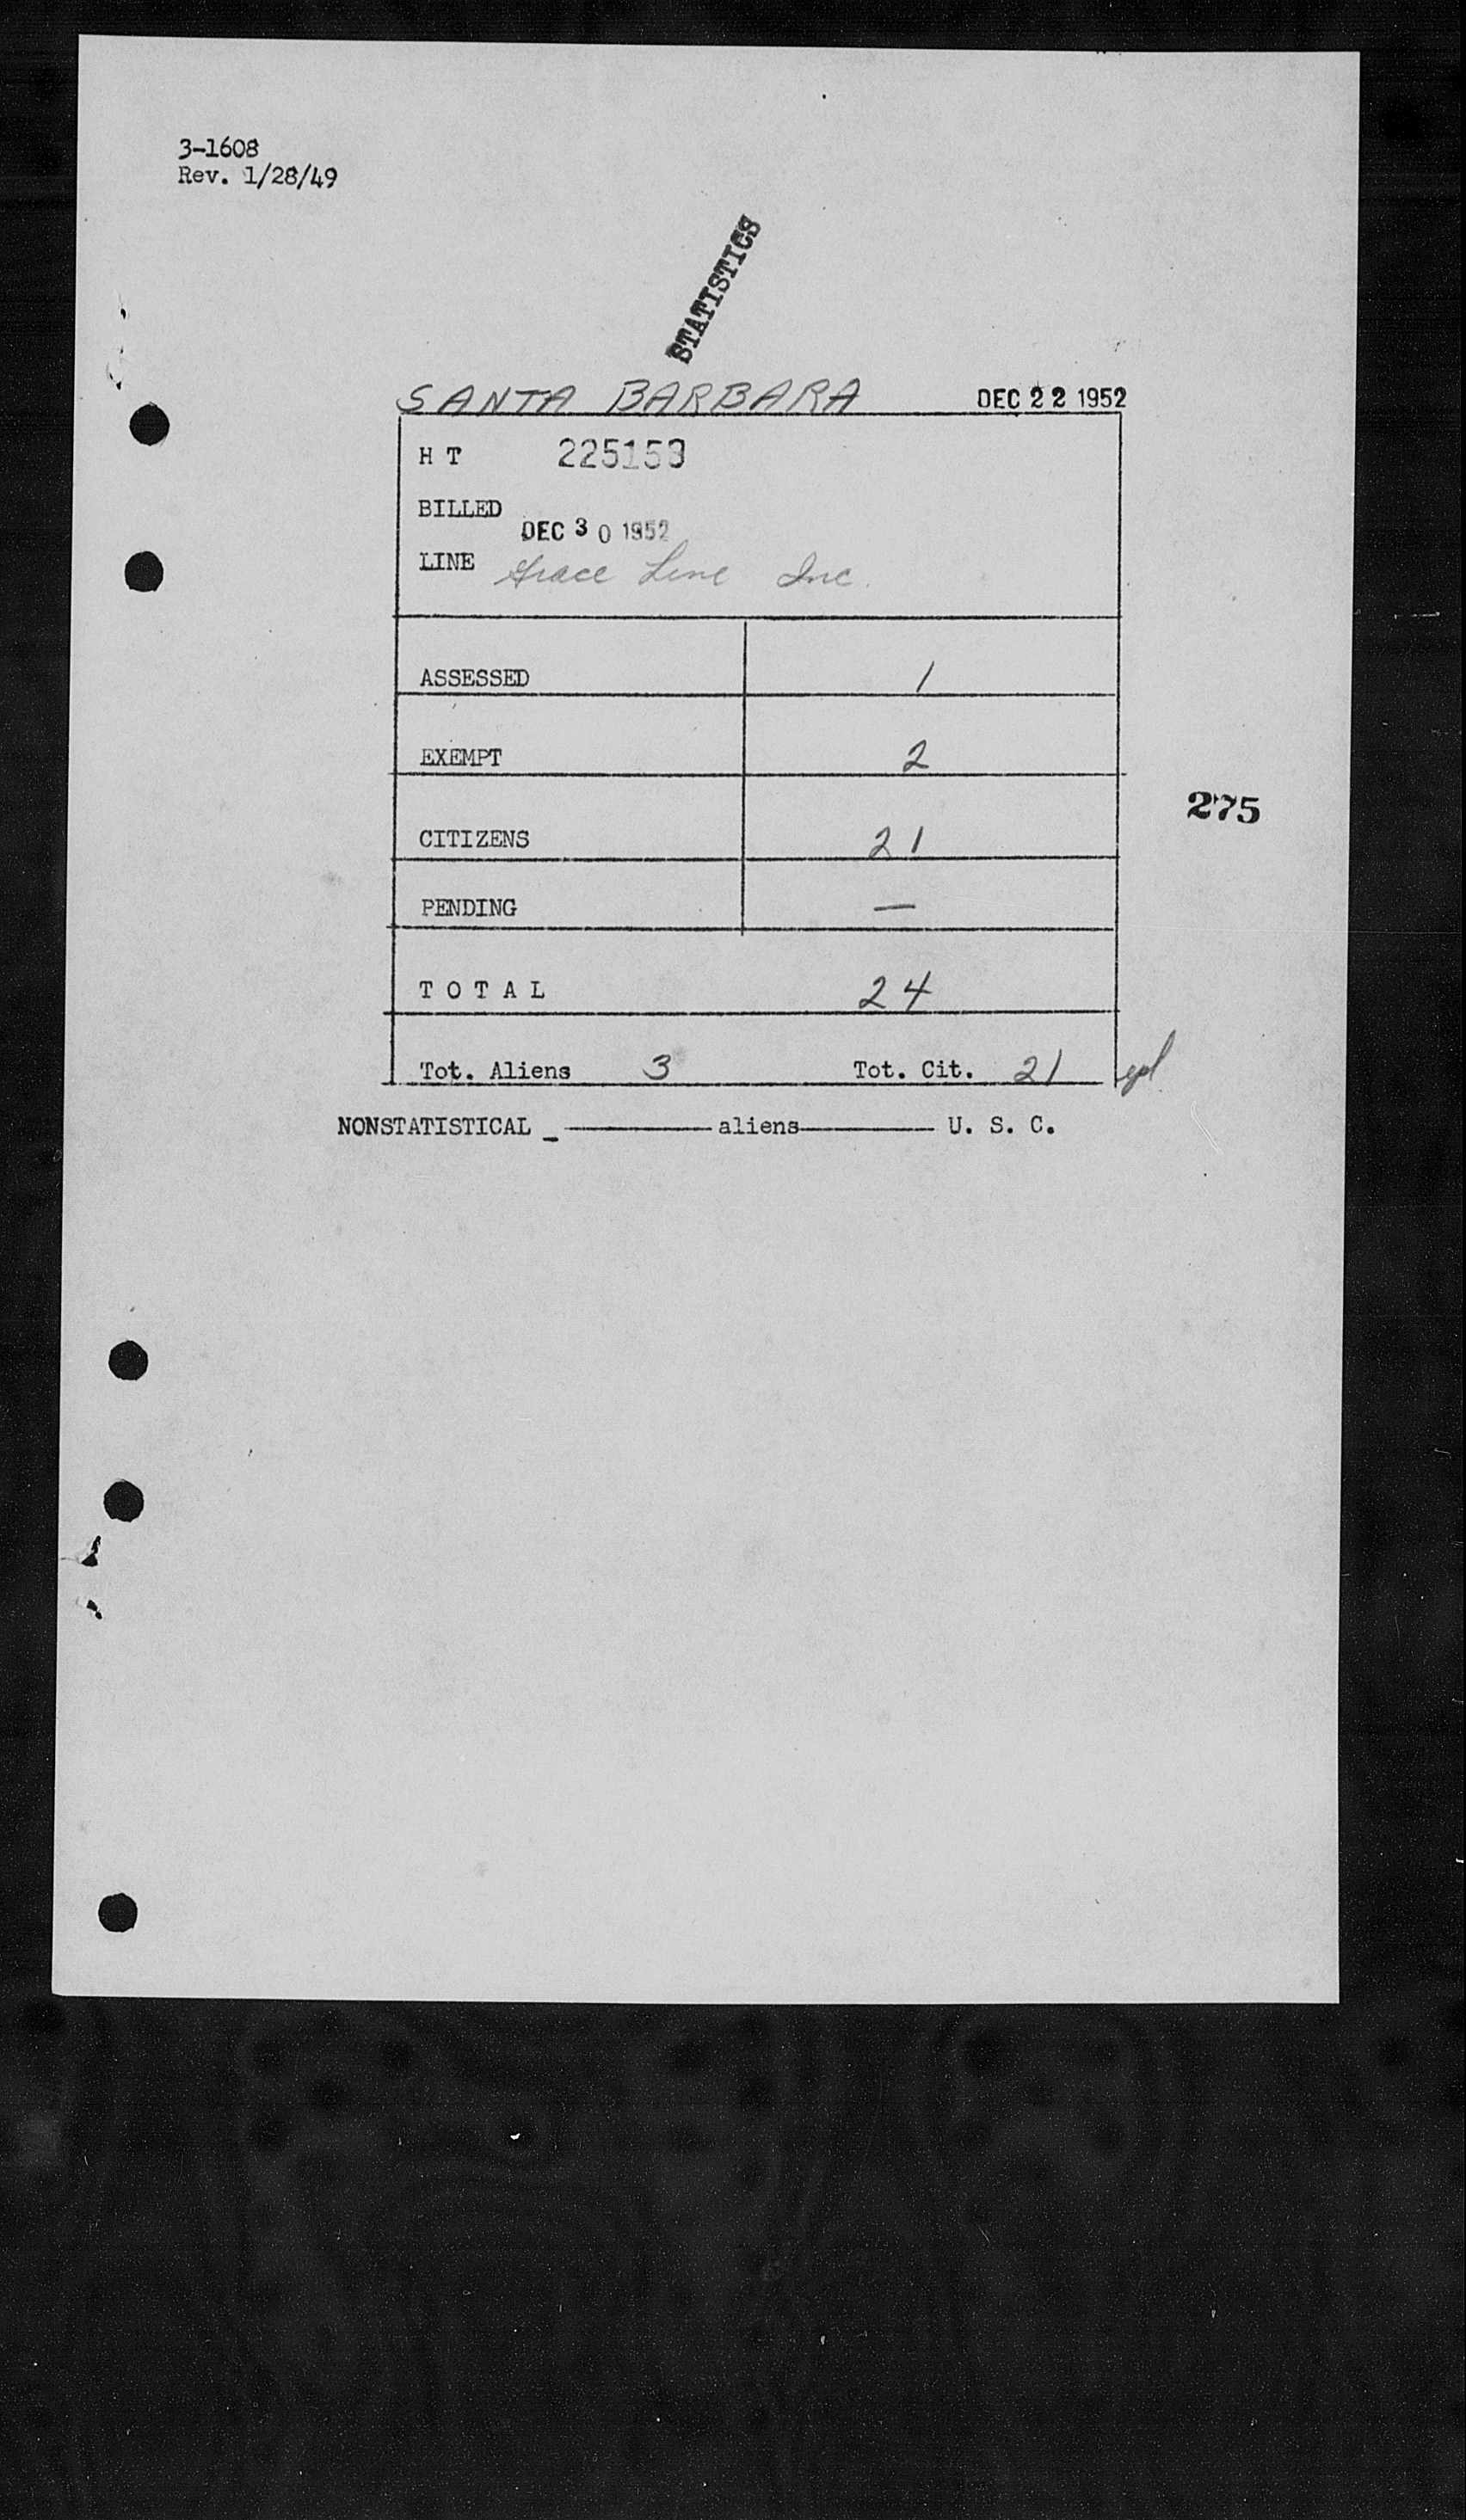 3-1608
Rev. 1/28/49
STATISTICS
SANTA BARBARA DEC 22 1952
H T 225153
BILLED
DEC 30 1952
LINE Grace Line Inc.
ASSESSED 1
EXEMPT 2
275
CITIZENS 21
PENDING —
T O T A L 24
Tot. Aliens 3 Tot. Cit. 21
NONSTATISTICAL _ ———— aliens ———— U. S. C.